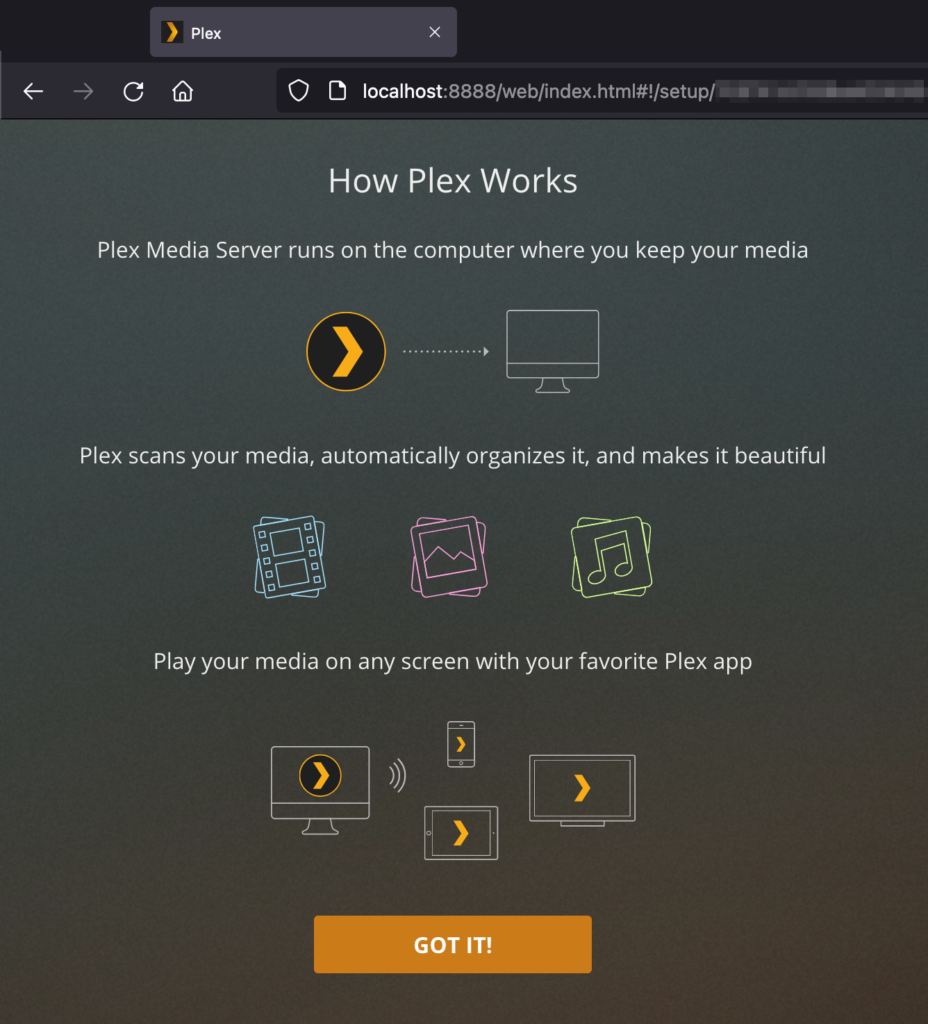 Plex
localhost:8888/web/index.html#!/setup/
How Plex Works
Plex Media Server runs on the computer where you keep your media
Plex scans your media, automatically organizes it, and makes it beautiful
Play your media on any screen with your favorite Plex app
GOT IT!